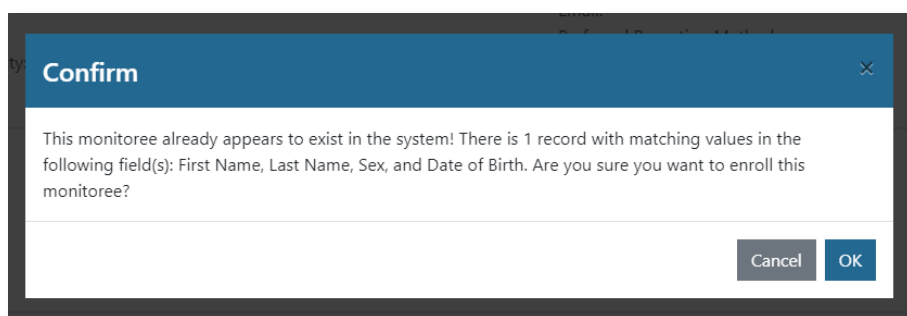 ty:
Confirm
×
This monitoree already appears to exist in the system! There is 1 record with matching values in the
following field(s): First Name, Last Name, Sex, and Date of Birth. Are you sure you want to enroll this
monitoree?
Cancel OK